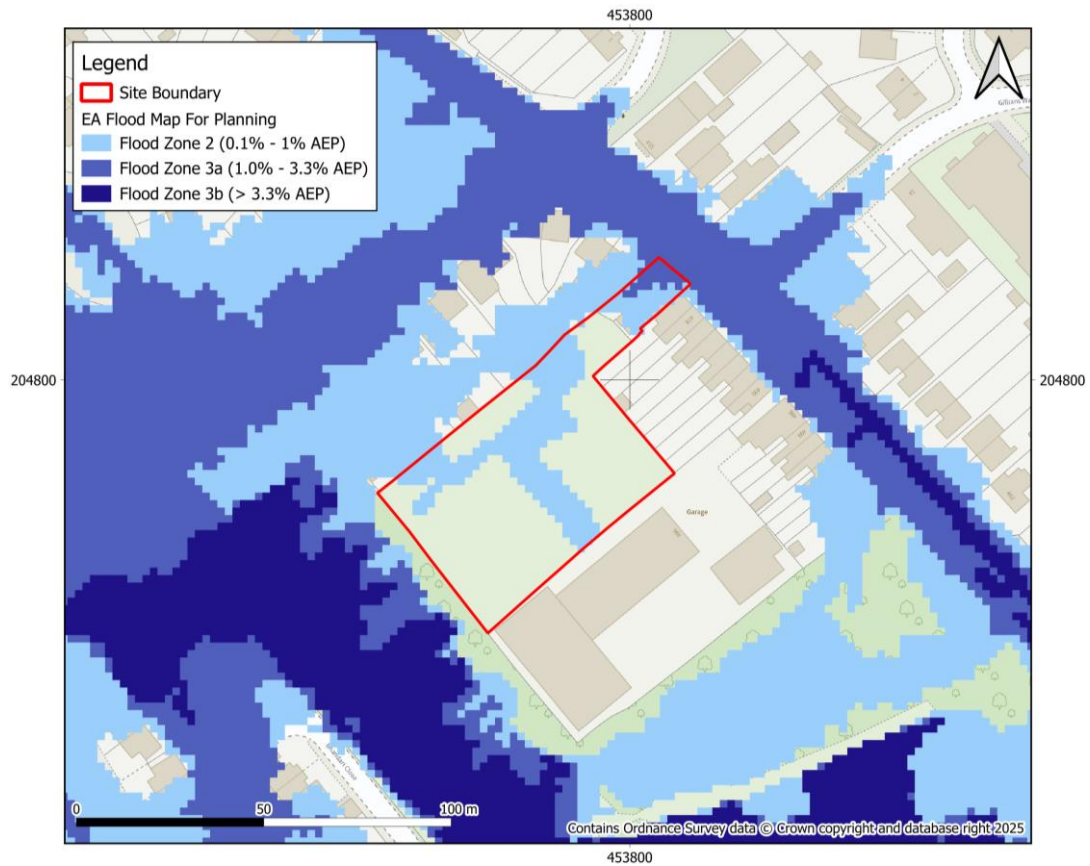 453800
Legend
Site Boundary
EA Flood Map For Planning
Flood Zone 2 (0.1% - 1% AEP)
Flood Zone 3a (1.0% - 3.3% AEP)
Flood Zone 3b (> 3.3% AEP)
204800
204800
Garage
0
50
100 m
Contains Ordnance Survey data © Crown copyright and database right 2025
453800